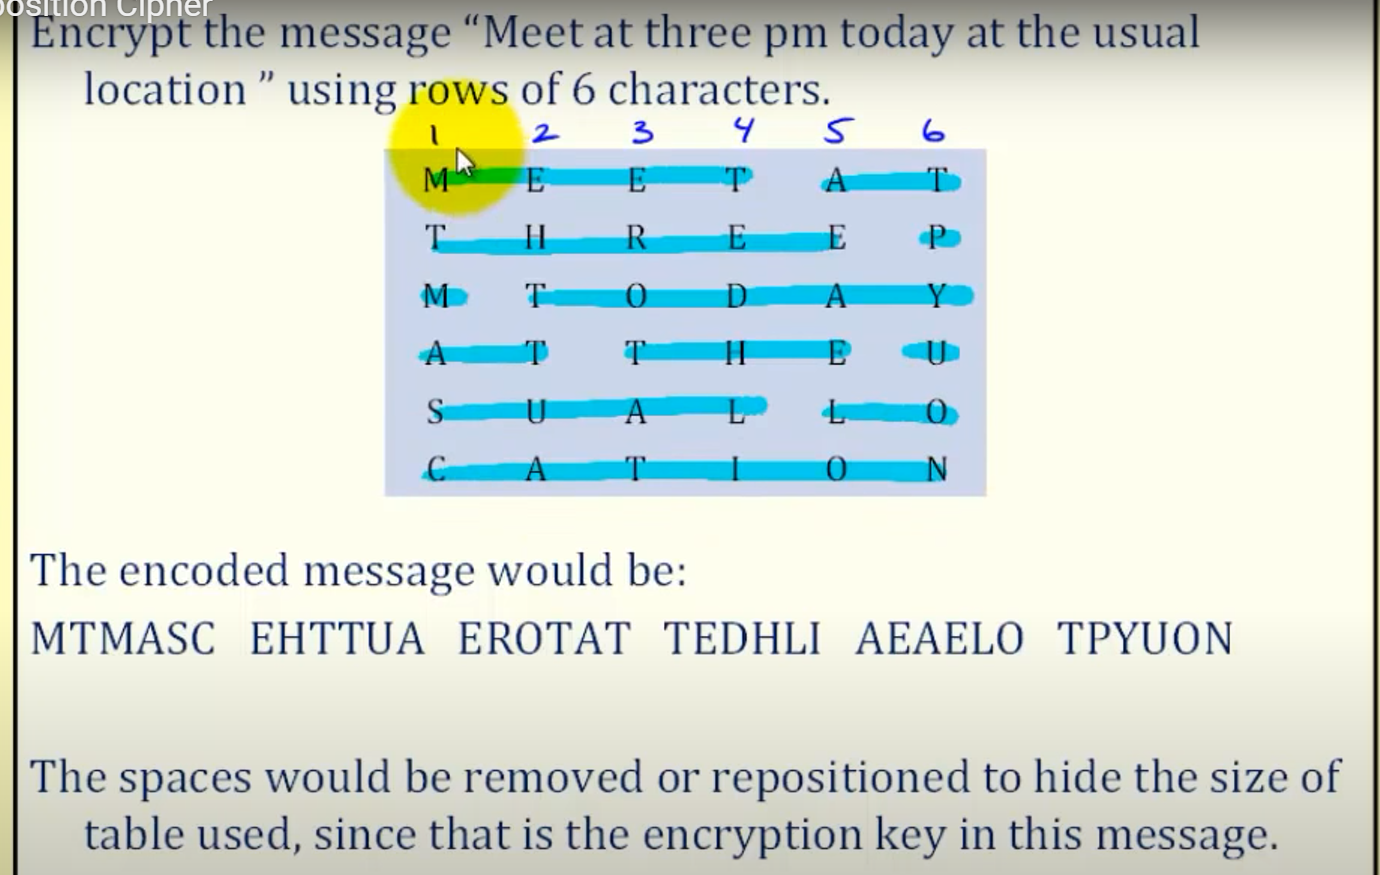 position Cipher
Encrypt the message “Meet at three pm today at the usual
location ” using rows of 6 characters.
1 2 3 4 5 6
M E E T A T
T H R E E P
M T O D A Y
A T T H E U
S U A L L O
C A T I O N
The encoded message would be:
MTMASC EHTTUA EROTAT TEDHLI AEAELO TPYUON
The spaces would be removed or repositioned to hide the size of
table used, since that is the encryption key in this message.